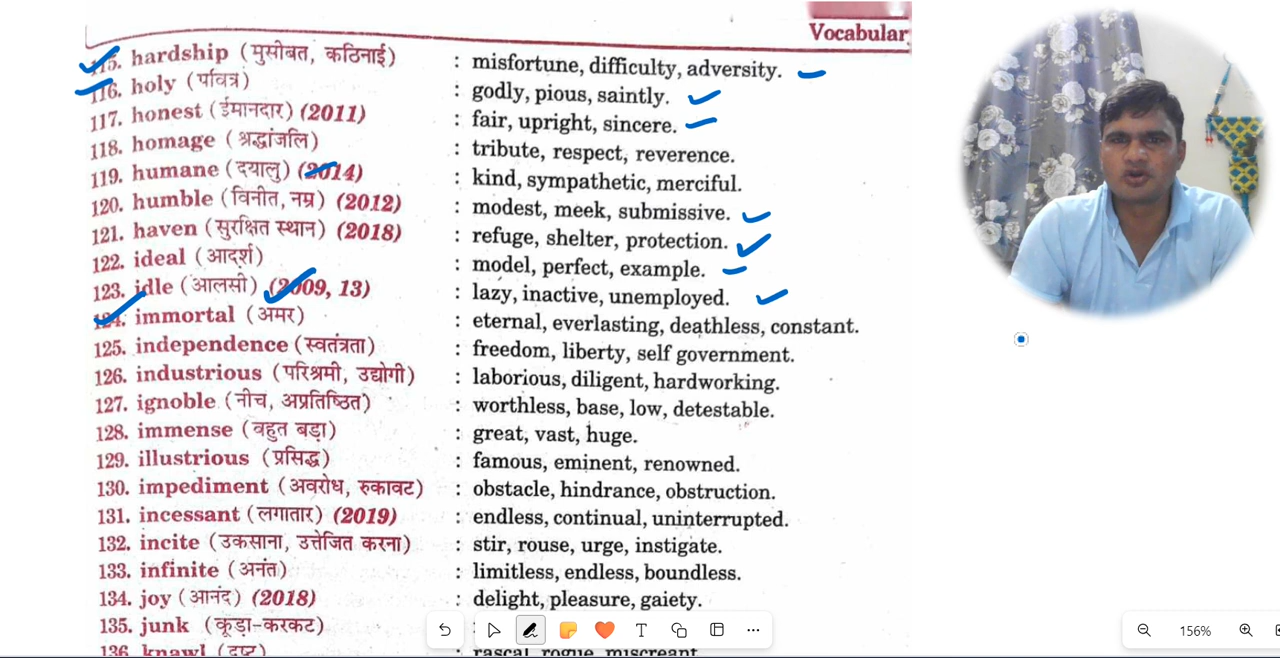 Vocabular
115. hardship (मुसीबत, कठिनाई) : misfortune, difficulty, adversity.
116. holy (पवित्र) : godly, pious, saintly.
117. honest (ईमानदार) (2011) : fair, upright, sincere.
118. homage (श्रद्धांजलि) : tribute, respect, reverence.
119. humane (दयालु) (2014) : kind, sympathetic, merciful.
120. humble (विनीत, नम्र) (2012) : modest, meek, submissive.
121. haven (सुरक्षित स्थान) (2018) : refuge, shelter, protection.
122. ideal (आदर्श) : model, perfect, example.
123. idle (आलसी) (2009, 13) : lazy, inactive, unemployed.
124. immortal (अमर) : eternal, everlasting, deathless, constant.
125. independence (स्वतंत्रता) : freedom, liberty, self government.
126. industrious (परिश्रमी, उद्योगी) : laborious, diligent, hardworking.
127. ignoble (नीच, अप्रतिष्ठित) : worthless, base, low, detestable.
128. immense (बहुत बड़ा) : great, vast, huge.
129. illustrious (प्रसिद्ध) : famous, eminent, renowned.
130. impediment (अवरोध, रुकावट) : obstacle, hindrance, obstruction.
131. incessant (लगातार) (2019) : endless, continual, uninterrupted.
132. incite (उकसाना, उत्तेजित करना) : stir, rouse, urge, instigate.
133. infinite (अनंत) : limitless, endless, boundless.
134. joy (आनंद) (2018) : delight, pleasure, gaiety.
135. junk (कूड़ा-करकट) :
136. knawl (दुष्ट) : rascal, rogue, miscreant
T
156%